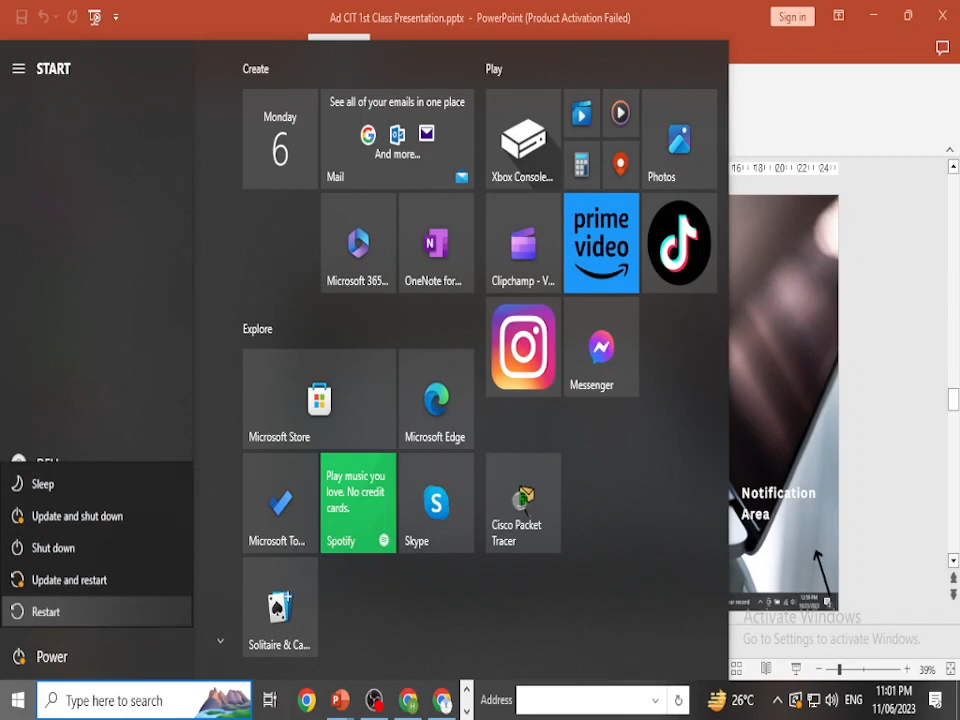 Ad CIT 1st Class Presentation.pptx - PowerPoint (Product Activation Failed)
Sign in
START
Create
Play
Monday
6
See all of your emails in one place
And more...
Mail
Xbox Console...
Photos
Microsoft 365...
OneNote for...
Clipchamp - V...
prime
video
Explore
Messenger
Microsoft Store
Microsoft Edge
Sleep
Update and shut down
Shut down
Update and restart
Restart
Power
Microsoft To...
Play music you
love. No credit
cards.
Spotify
Skype
Cisco Packet
Tracer
Solitaire & Ca...
16 18 20 22 24
Notification
Area
Activate Windows
Go to Settings to activate Windows.
39%
Type here to search
Address
26°C
ENG
11:01 PM
11/06/2023